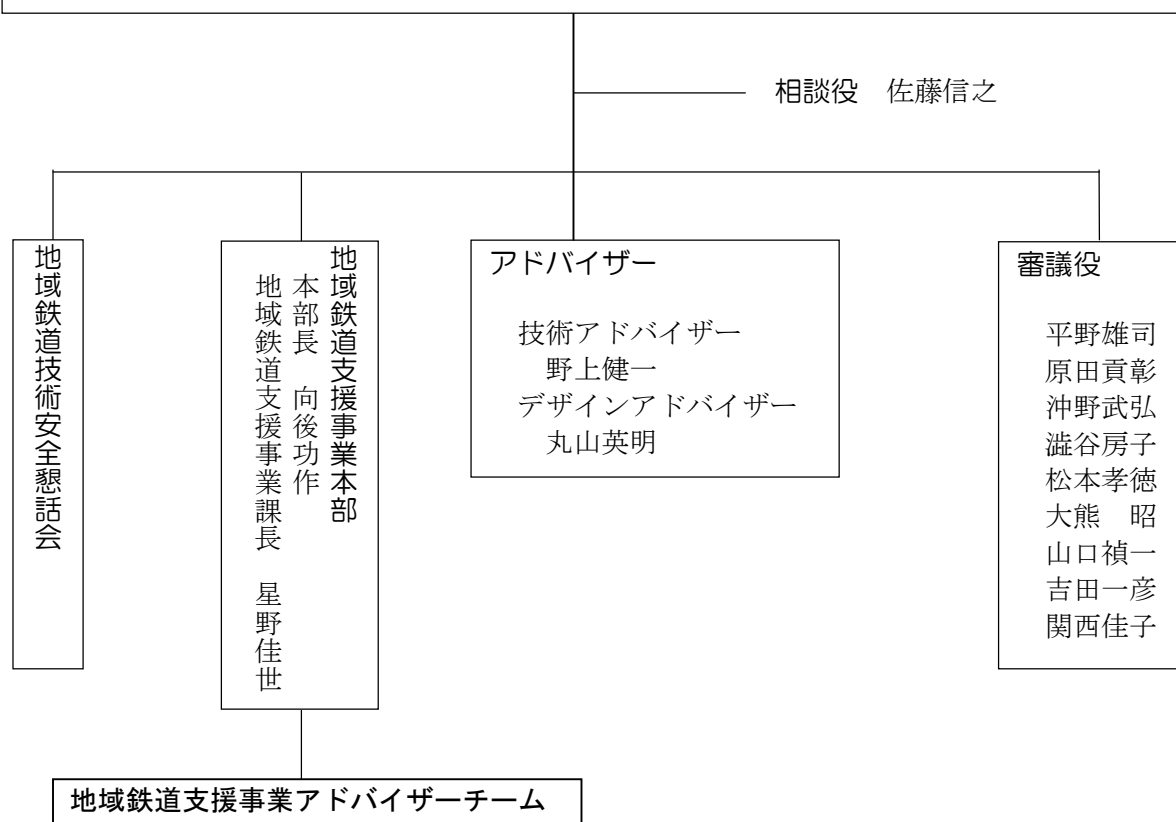 相談役　佐藤信之
地域鉄道技術安全懇話会
地域鉄道支援事業本部
本部長　向後功作
地域鉄道支援事業課長　星野佳世
アドバイザー
技術アドバイザー
野上健一
デザインアドバイザー
丸山英明
審議役
平野雄司
原田貢彰
沖野武弘
澁谷房子
松本孝徳
大熊　昭
山口禎一
吉田一彦
関西佳子
地域鉄道支援事業アドバイザーチーム